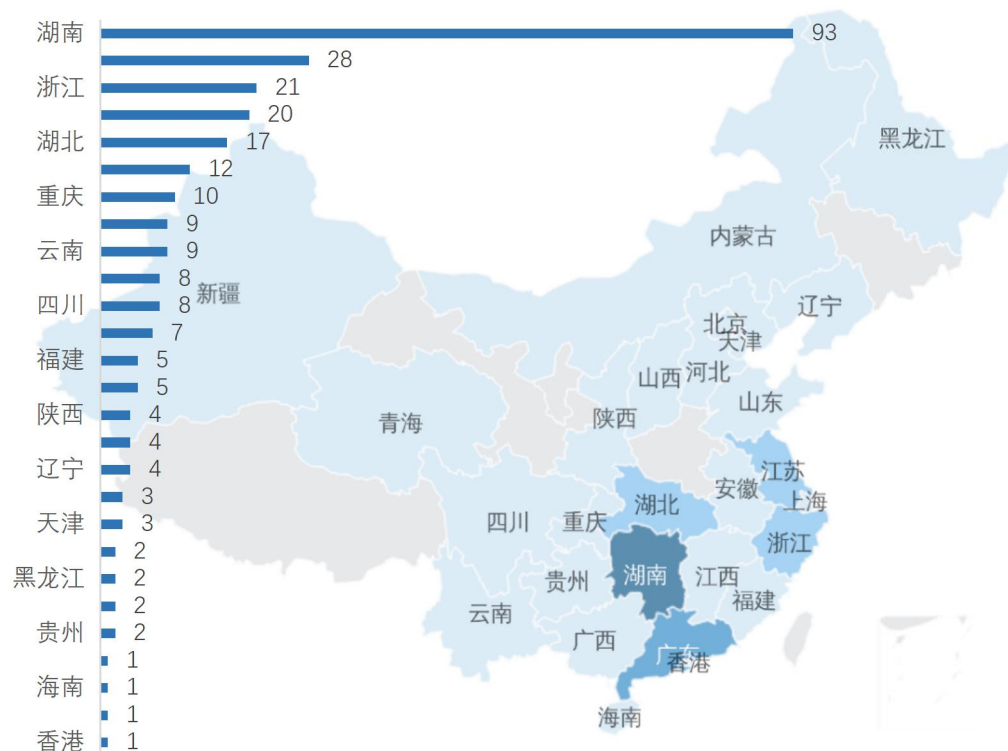 湖南 93
28
浙江 21
20
湖北 17
12
重庆 10
9
云南 9
8
四川 8
7
福建 5
5
陕西 4
4
辽宁 4
3
天津 3
2
黑龙江 2
2
贵州 2
1
海南 1
1
香港 1
黑龙江
内蒙古
新疆
辽宁
北京
天津
山西
河北
山东
青海
陕西
江苏
安徽
上海
湖北
四川
重庆
浙江
湖南
江西
贵州
福建
云南
广西
广东
香港
海南